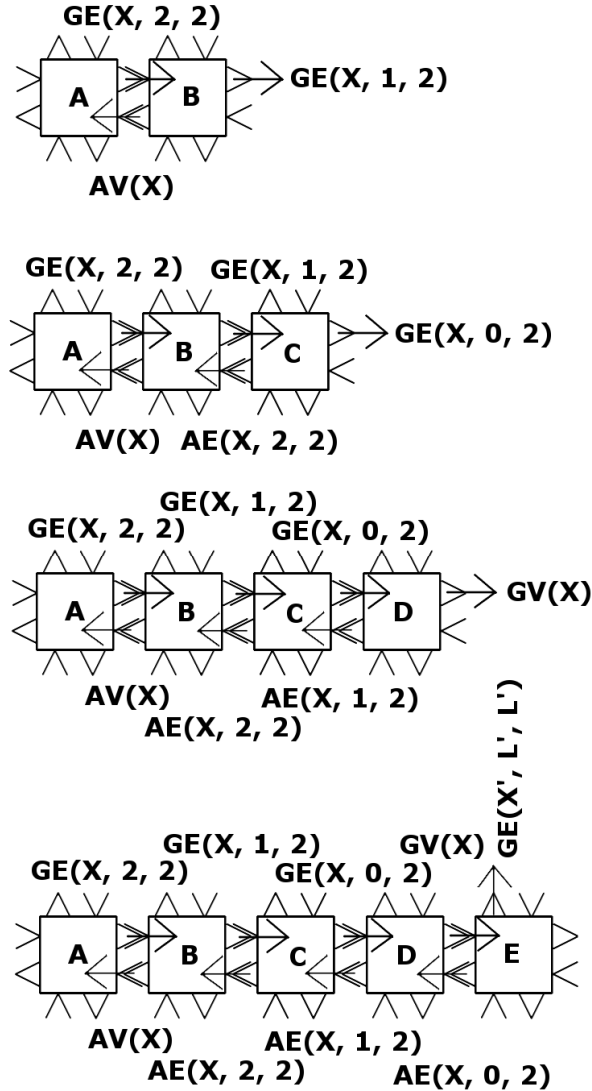 GE(X, 2, 2)
A B GE(X, 1, 2)
AV(X)
GE(X, 2, 2) GE(X, 1, 2)
A B C GE(X, 0, 2)
AV(X) AE(X, 2, 2)
GE(X, 1, 2)
GE(X, 2, 2) GE(X, 0, 2)
A B C D GV(X)
AV(X) AE(X, 1, 2)
AE(X, 2, 2)
GE(X', L', L')
GE(X, 1, 2) GV(X)
GE(X, 2, 2) GE(X, 0, 2)
A B C D E
AV(X) AE(X, 1, 2)
AE(X, 2, 2) AE(X, 0, 2)